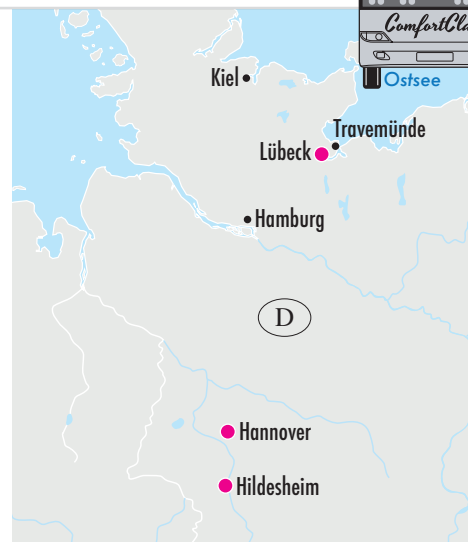 ComfortCla
Kiel
Ostsee
Travemünde
Lübeck
Hamburg
D
Hannover
Hildesheim